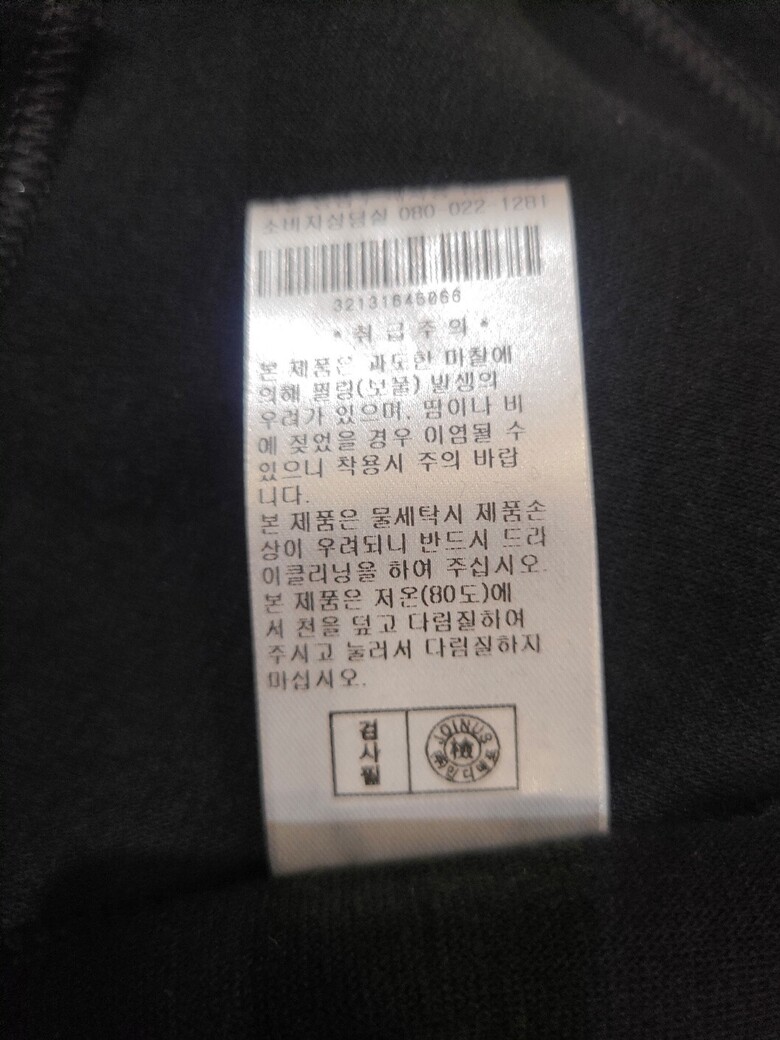 소비자상담실 080-022-1281
32131646066
*취급주의*
본 제품은 과도한 마찰에
의해 필링(보풀) 발생의
우려가 있으며, 땀이나 비
에 젖었을 경우 이염될 수
있으니 착용시 주의 바랍
니다.
본 제품은 물세탁시 제품손
상이 우려되니 반드시 드라
이클리닝을 하여 주십시오.
본 제품은 저온(80도)에
서 천을 덮고 다림질하여
주시고 눌러서 다림질하지
마십시오.
검사필
JOINUS
檢